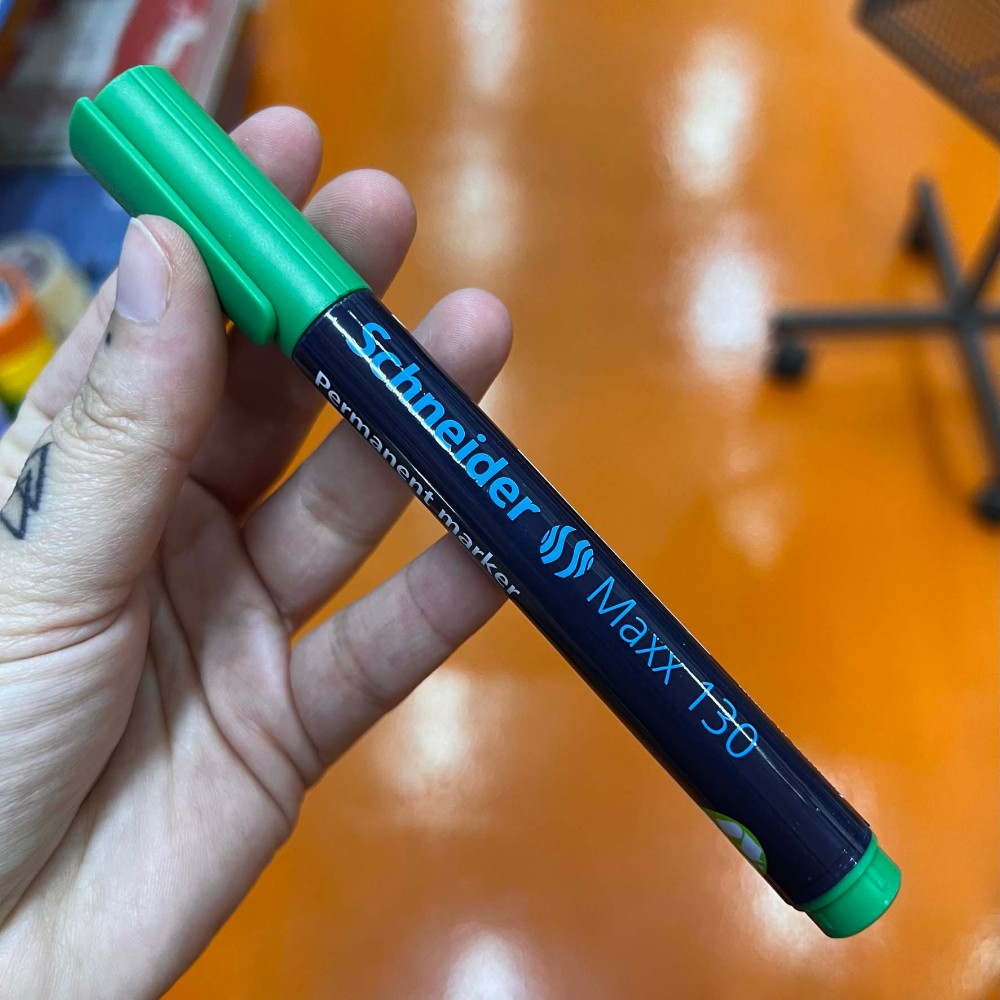 Schneider Maxx 130
Permanent marker